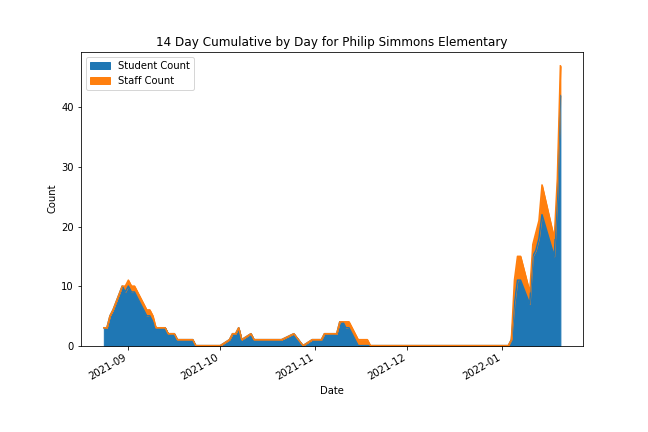 14 Day Cumulative by Day for Philip Simmons Elementary
Student Count
Staff Count
40
30
20
10
0
Count
2021-09
2021-10
2021-11
2021-12
2022-01
Date